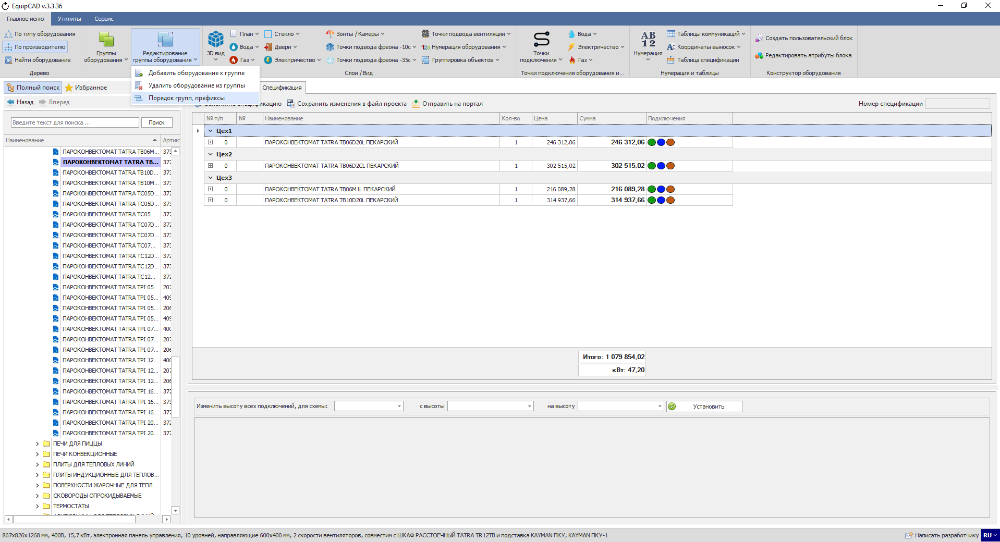 EquipCAD v.3.3.36
Главное меню Утилиты Сервис
По типу оборудования
По производителю
Найти оборудование
Дерево
Группы
оборудования
Редактирование
группы оборудования
3D вид
План Стекло Зонты / Камеры Точки подвода вентиляции
Вода Двери Точки подвода фреона -10с Нумерация оборудования
Газ Электричество Точки подвода фреона -35с Группировка объектов
Слои / Вид
Точки
подключения
Вода
Электричество
Газ
Точки подключения оборудования и...
AB
12
Нумерация
Таблицы коммуникаций
Координаты выносок
Таблица спецификации
Нумерация и таблицы
Создать пользовательский блок
Редактировать атрибуты блока
Конструктор оборудования
Добавить оборудование к группе
Удалить оборудование из группы
Порядок групп, префиксы
Полный поиск Избранное
Назад Вперед
Введите текст для поиска ... Поиск
Наименование Артик
ПАРОКОНВЕКТОМАТ TATRA TB06M... 373
ПАРОКОНВЕКТОМАТ TATRA TB... 372
ПАРОКОНВЕКТОМАТ TATRA TB10D... 373
ПАРОКОНВЕКТОМАТ TATRA TB10M... 373
ПАРОКОНВЕКТОМАТ TATRA TC05D... 372
ПАРОКОНВЕКТОМАТ TATRA TC05D... 373
ПАРОКОНВЕКТОМАТ TATRA TC05... 372
ПАРОКОНВЕКТОМАТ TATRA TC07D... 372
ПАРОКОНВЕКТОМАТ TATRA TC07D... 373
ПАРОКОНВЕКТОМАТ TATRA TC07... 373
ПАРОКОНВЕКТОМАТ TATRA TC12D... 372
ПАРОКОНВЕКТОМАТ TATRA TC12D... 373
ПАРОКОНВЕКТОМАТ TATRA TC12... 372
ПАРОКОНВЕКТОМАТ TATRA TPI 05... 207
ПАРОКОНВЕКТОМАТ TATRA TPI 05... 409
ПАРОКОНВЕКТОМАТ TATRA TPI 05... 206
ПАРОКОНВЕКТОМАТ TATRA TPI 05... 409
ПАРОКОНВЕКТОМАТ TATRA TPI 07... 400
ПАРОКОНВЕКТОМАТ TATRA TPI 07... 207
ПАРОКОНВЕКТОМАТ TATRA TPI 07... 206
ПАРОКОНВЕКТОМАТ TATRA TPI 12... 400
ПАРОКОНВЕКТОМАТ TATRA TPI 12... 207
ПАРОКОНВЕКТОМАТ TATRA TPI 12... 206
ПАРОКОНВЕКТОМАТ TATRA TPI 16... 372
ПАРОКОНВЕКТОМАТ TATRA TPI 16... 373
ПАРОКОНВЕКТОМАТ TATRA TPI 16... 372
ПАРОКОНВЕКТОМАТ TATRA TPI 20... 372
ПАРОКОНВЕКТОМАТ TATRA TPI 20... 372
ПЕЧИ ДЛЯ ПИЦЦЫ
ПЕЧИ КОНВЕКЦИОННЫЕ
ПЛИТЫ ДЛЯ ТЕПЛОВЫХ ЛИНИЙ
ПЛИТЫ ИНДУКЦИОННЫЕ ДЛЯ ТЕПЛОВ...
ПОВЕРХНОСТИ ЖАРОЧНЫЕ ДЛЯ ТЕПЛ...
СКОВОРОДЫ ОПРОКИДЫВАЕМЫЕ
ТЕРМОСТАТЫ
Спецификация
Сохранить изменения в файл проекта Отправить на портал Номер спецификации
№ п/п № Наименование Кол-во Цена Сумма Подключения
Цех1
0 ПАРОКОНВЕКТОМАТ TATRA TB06D20L ПЕКАРСКИЙ 1 246 312,06 246 312,06
Цех2
0 ПАРОКОНВЕКТОМАТ TATRA TB06D2CL ПЕКАРСКИЙ 1 302 515,02 302 515,02
Цех3
0 ПАРОКОНВЕКТОМАТ TATRA TB06M1L ПЕКАРСКИЙ 1 216 089,28 216 089,28
0 ПАРОКОНВЕКТОМАТ TATRA TB10D20L ПЕКАРСКИЙ 1 314 937,66 314 937,66
Итого: 1 079 854,02
кВт: 47,20
Изменить высоту всех подключений, для схемы: с высоты на высоту Установить
867x826x1268 мм, 400В, 15,7 кВт, электронная панель управления, 10 уровней, направляющие 600x400 мм, 2 скорости вентиляторов, совместим с ШКАФ РАССТОЕЧНЫЙ TATRA TR12TB и подставка KAYMAN ПКУ, KAYMAN ПКУ-1
Написать разработчику RU